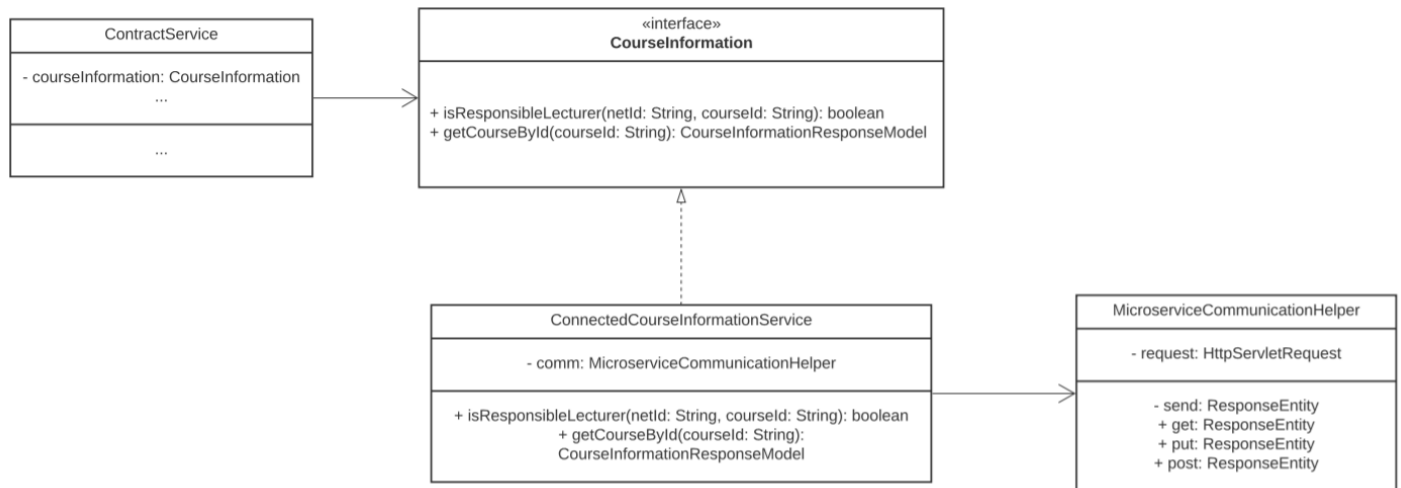 ContractService
- courseInformation: CourseInformation
...
...
«interface»
CourseInformation
+ isResponsibleLecturer(netId: String, courseId: String): boolean
+ getCourseById(courseId: String): CourseInformationResponseModel
ConnectedCourseInformationService
- comm: MicroserviceCommunicationHelper
+ isResponsibleLecturer(netId: String, courseId: String): boolean
+ getCourseById(courseId: String):
CourseInformationResponseModel
MicroserviceCommunicationHelper
- request: HttpServletRequest
- send: ResponseEntity
+ get: ResponseEntity
+ put: ResponseEntity
+ post: ResponseEntity